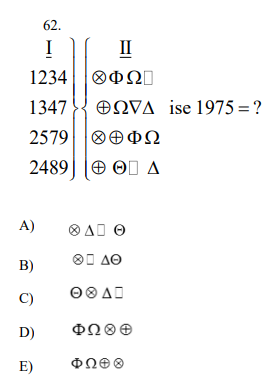 62.
I II
1234 ⊗ΦΩ□
1347 ⊕Ω∇Δ ise 1975 = ?
2579 ⊗⊕ΦΩ
2489 ⊕ Θ□ Δ
A) ⊗ Δ□ Θ
B) ⊗□ ΔΘ
C) Θ⊗ Δ□
D) ΦΩ⊗⊕
E) ΦΩ⊕⊗